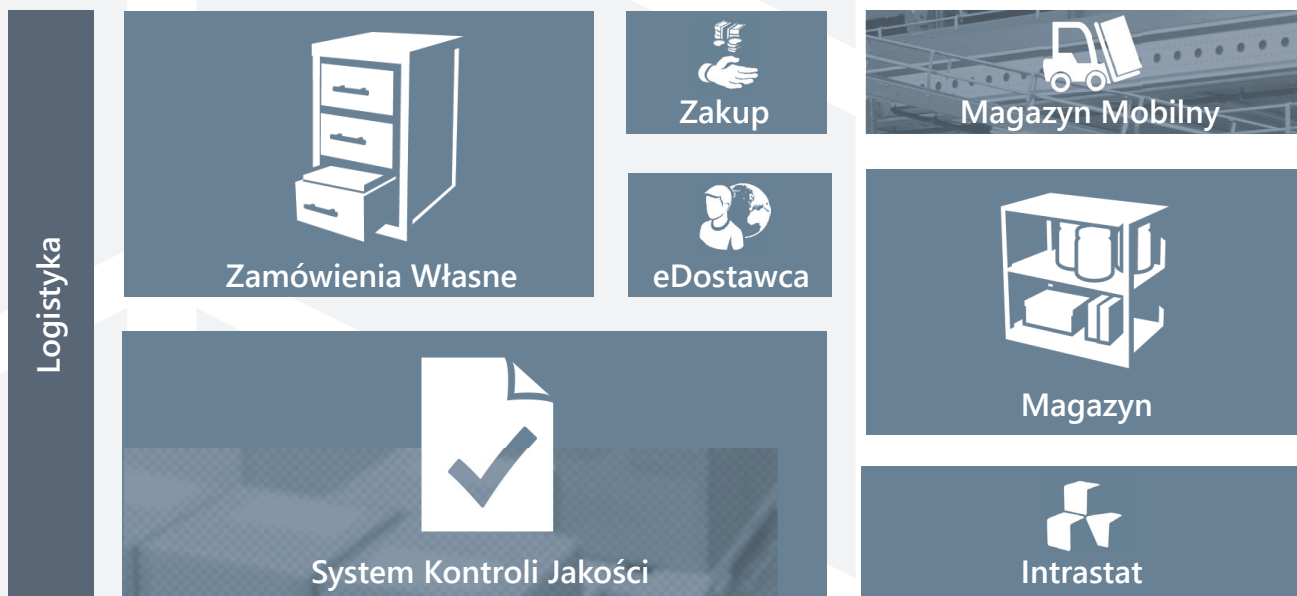 Logistyka
Zamówienia Własne
Zakup
eDostawca
System Kontroli Jakości
Magazyn Mobilny
Magazyn
Intrastat